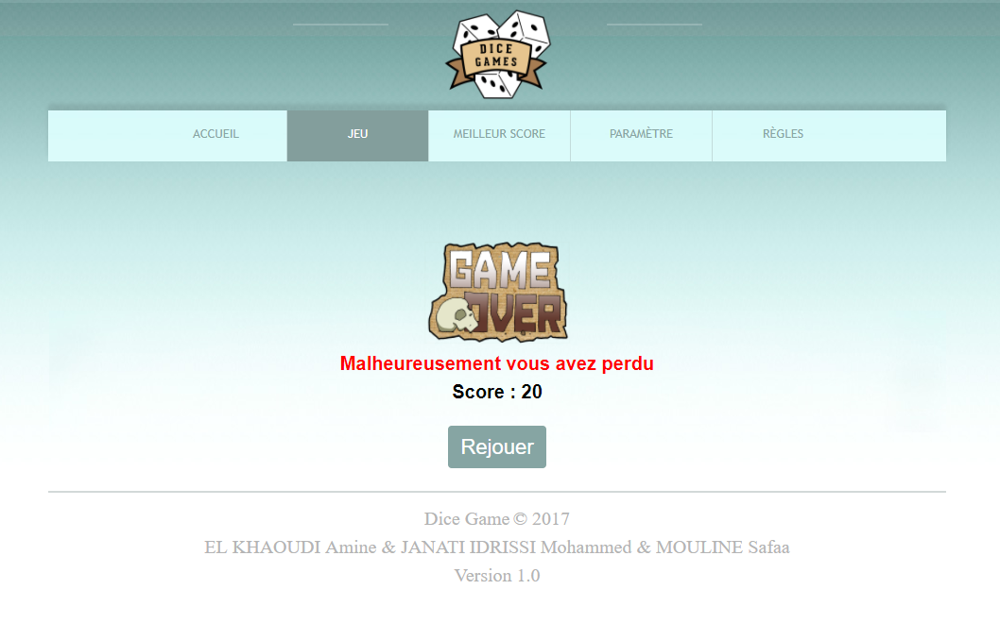 DICE
GAMES
ACCUEIL
JEU
MEILLEUR SCORE
PARAMÈTRE
RÈGLES
GAME
OVER
Malheureusement vous avez perdu
Score : 20
Rejouer
Dice Game © 2017
EL KHAOUDI Amine & JANATI IDRISSI Mohammed & MOULINE Safaa
Version 1.0